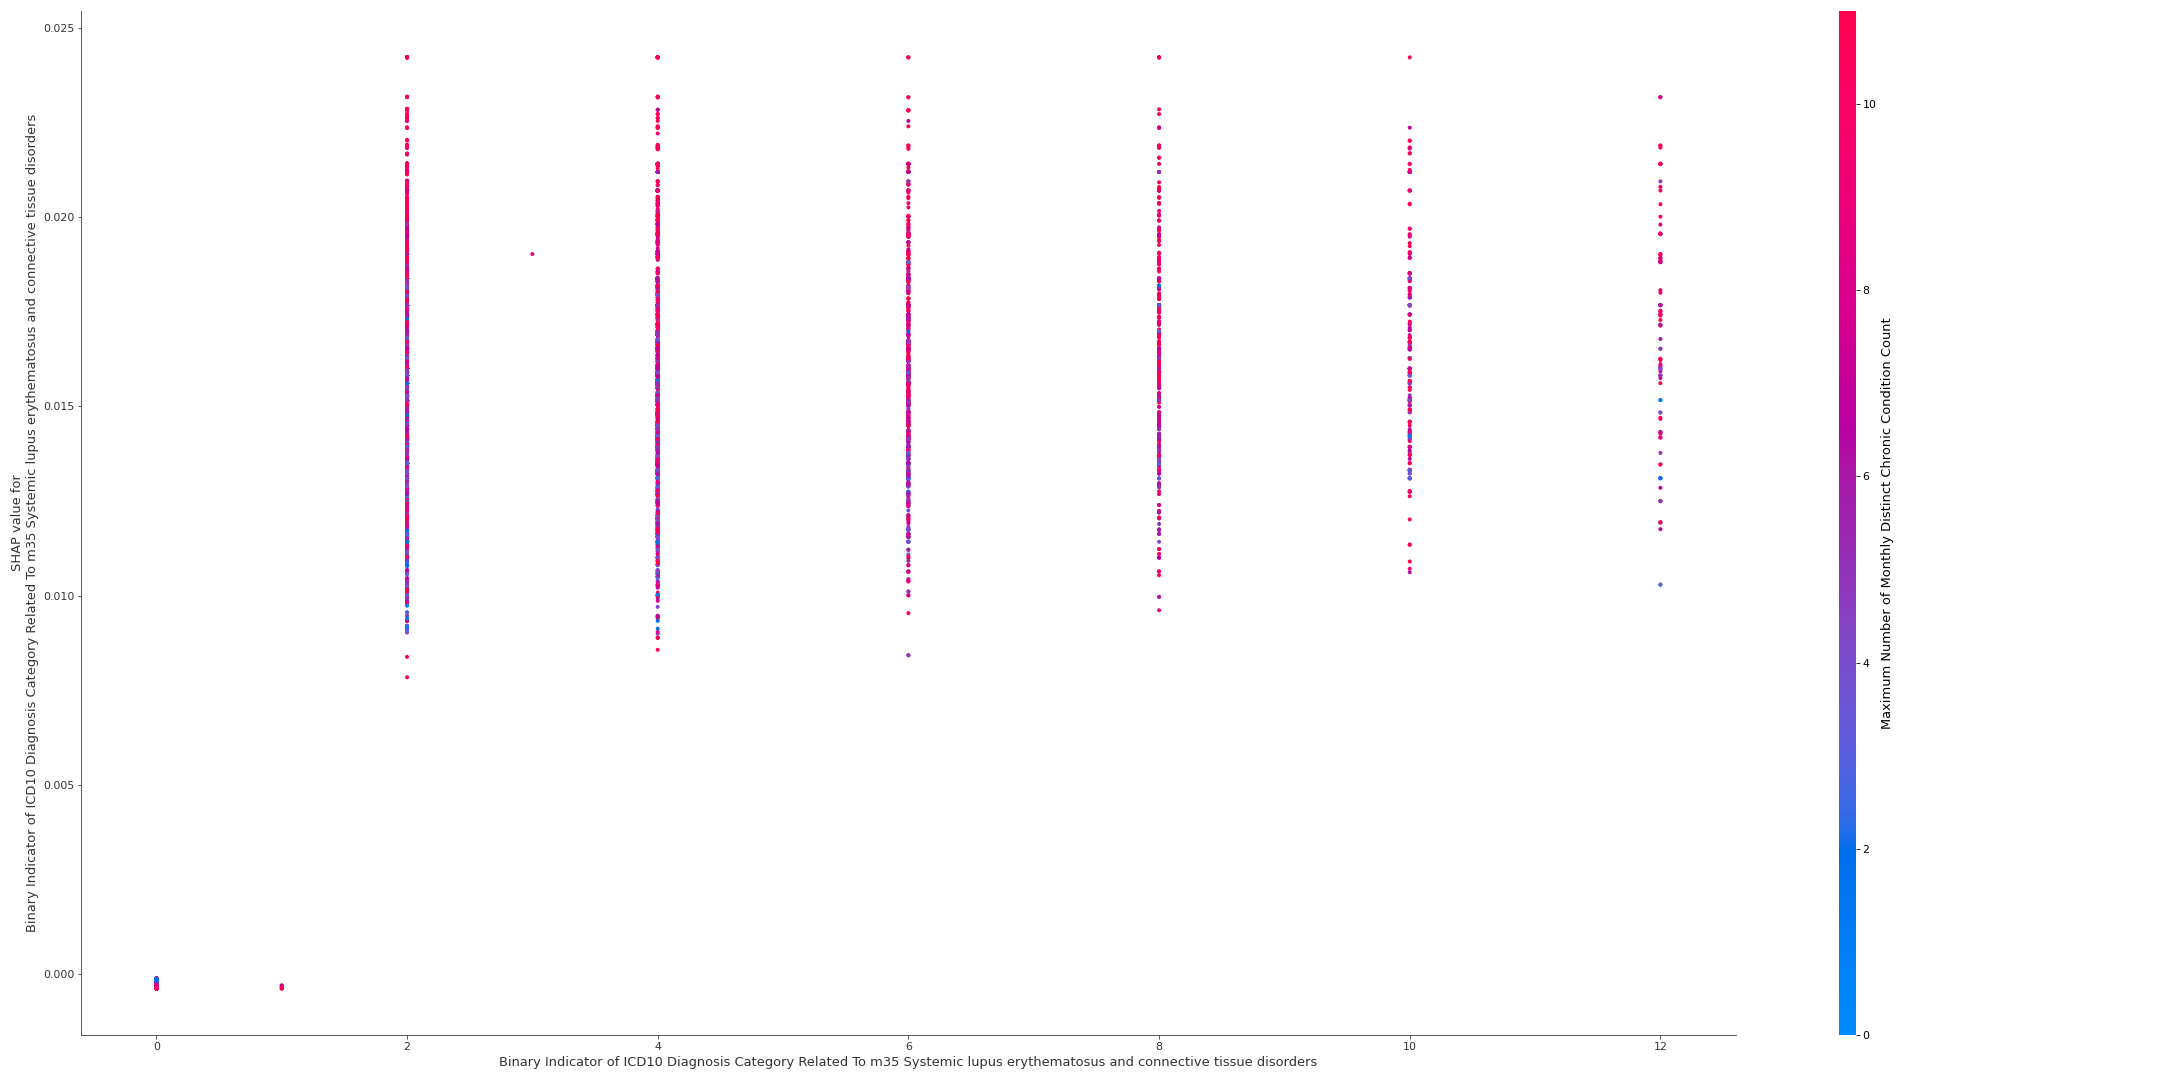 SHAP value for
Binary Indicator of ICD10 Diagnosis Category Related To m35 Systemic lupus erythematosus and connective tissue disorders
0.025
0.020
0.015
0.010
0.005
0.000
0 2 4 6 8 10 12
Binary Indicator of ICD10 Diagnosis Category Related To m35 Systemic lupus erythematosus and connective tissue disorders
10
8
6
4
2
0
Maximum Number of Monthly Distinct Chronic Condition Count